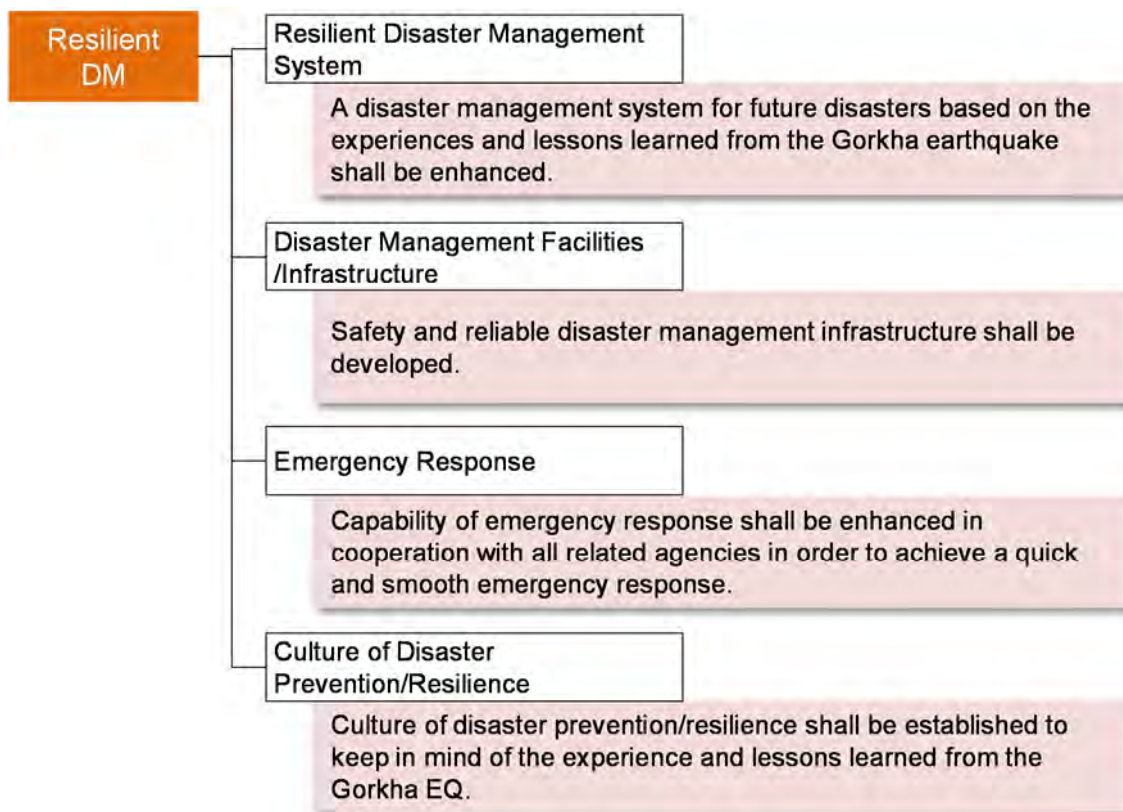 Resilient
DM
Resilient Disaster Management
System
A disaster management system for future disasters based on the
experiences and lessons learned from the Gorkha earthquake
shall be enhanced.
Disaster Management Facilities
/Infrastructure
Safety and reliable disaster management infrastructure shall be
developed.
Emergency Response
Capability of emergency response shall be enhanced in
cooperation with all related agencies in order to achieve a quick
and smooth emergency response.
Culture of Disaster
Prevention/Resilience
Culture of disaster prevention/resilience shall be established to
keep in mind of the experience and lessons learned from the
Gorkha EQ.